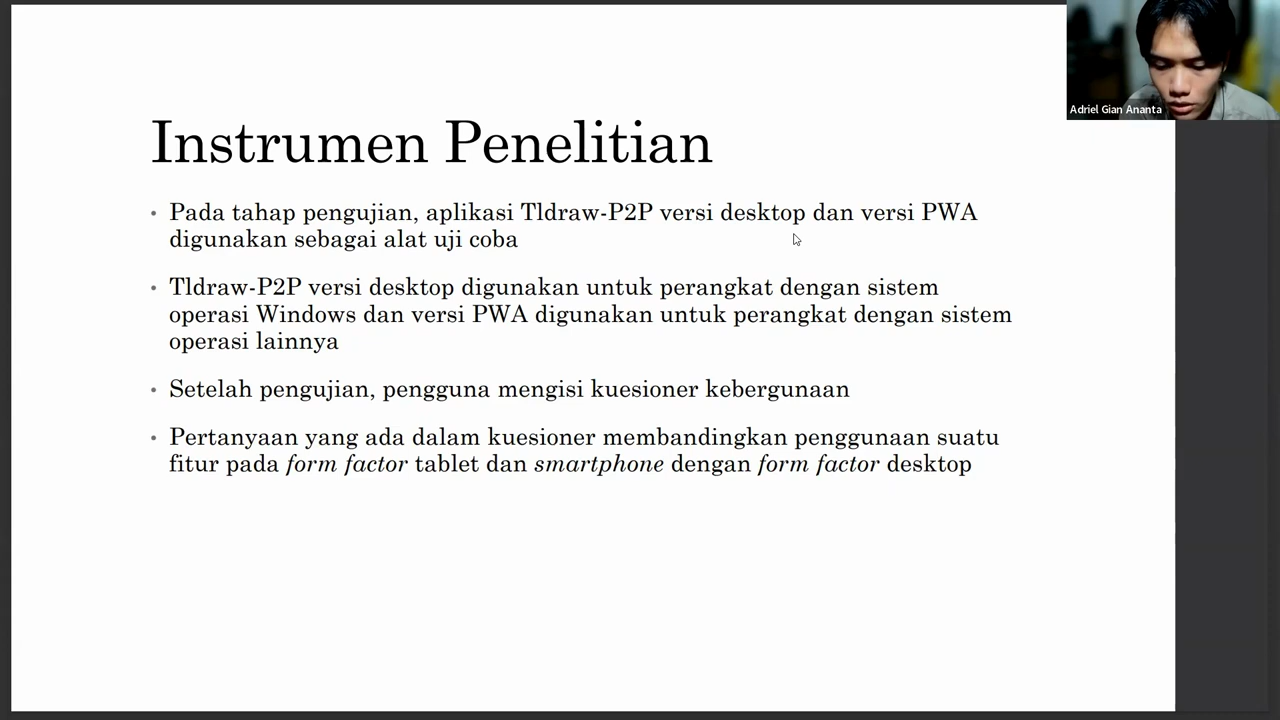 Adriel Gian Ananta
Instrumen Penelitian
• Pada tahap pengujian, aplikasi Tldraw-P2P versi desktop dan versi PWA
digunakan sebagai alat uji coba
• Tldraw-P2P versi desktop digunakan untuk perangkat dengan sistem
operasi Windows dan versi PWA digunakan untuk perangkat dengan sistem
operasi lainnya
• Setelah pengujian, pengguna mengisi kuesioner kebergunaan
• Pertanyaan yang ada dalam kuesioner membandingkan penggunaan suatu
fitur pada form factor tablet dan smartphone dengan form factor desktop